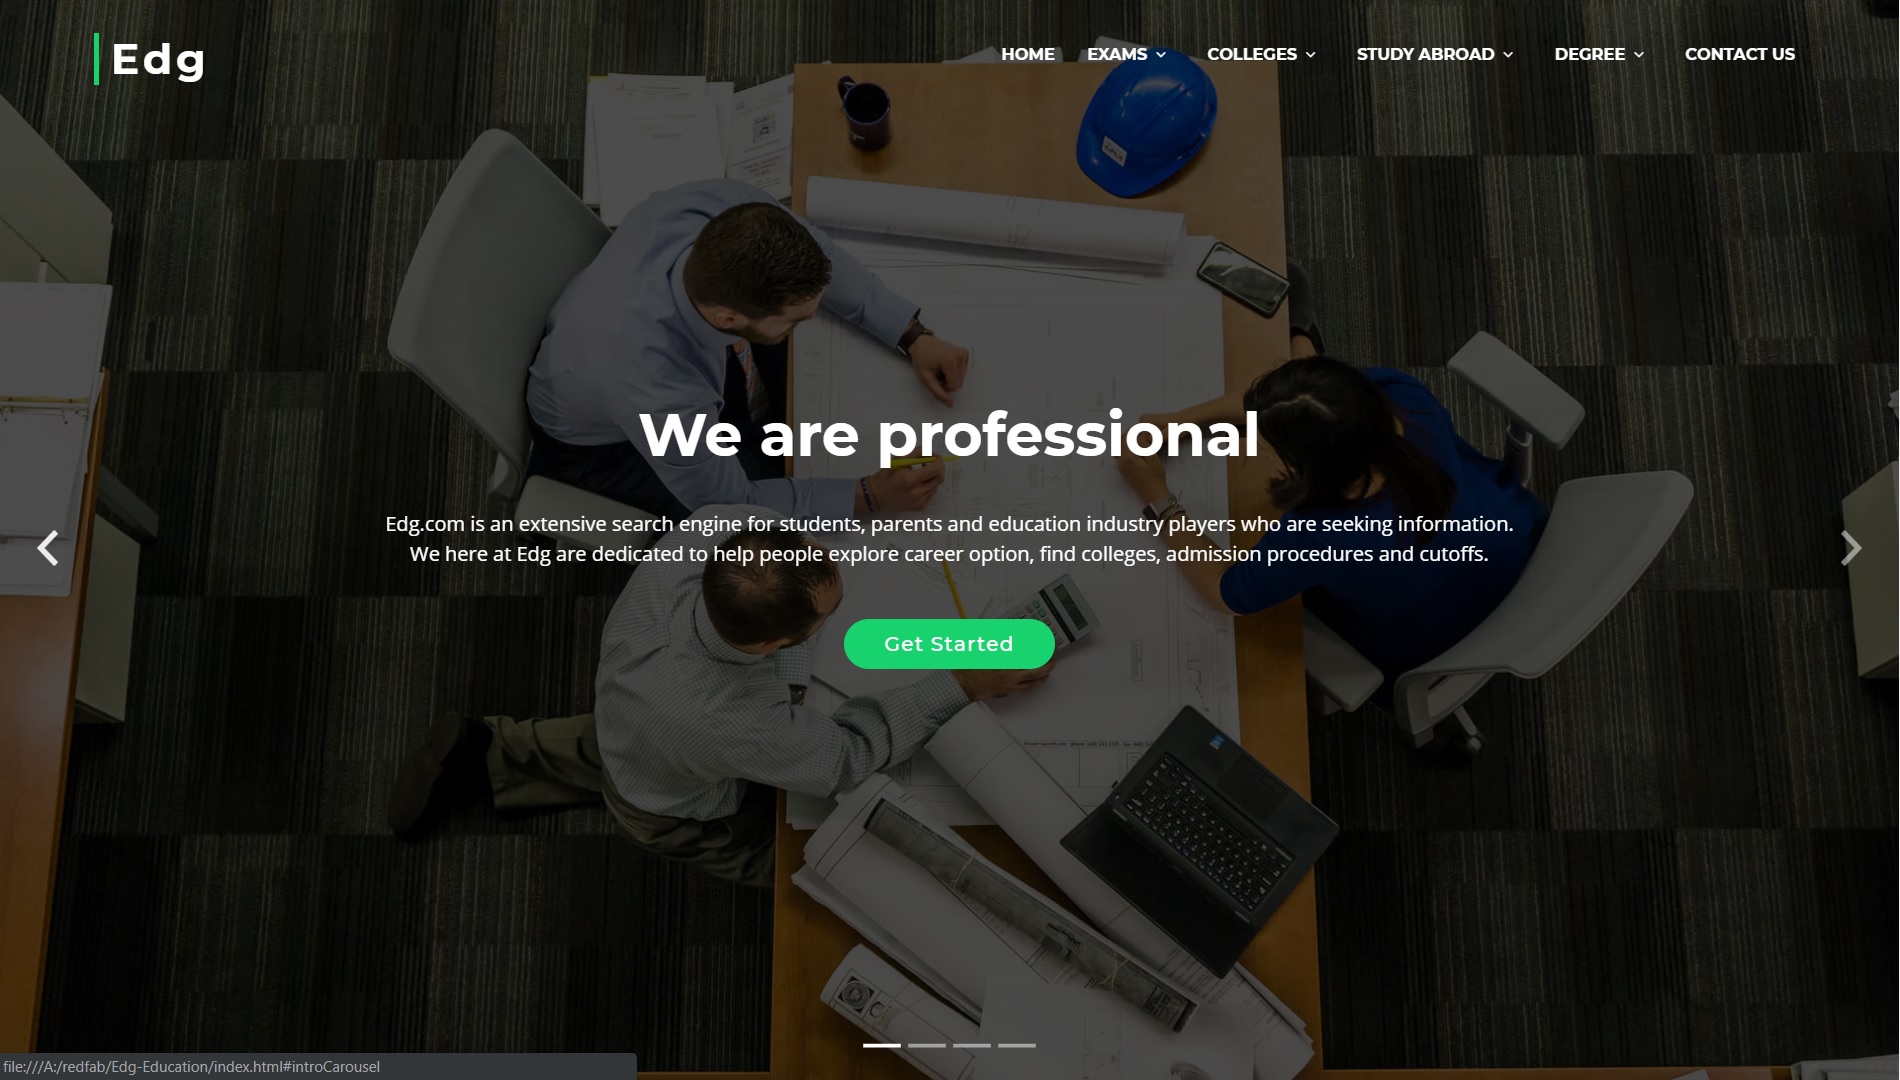 Edg
HOME EXAMS COLLEGES STUDY ABROAD DEGREE CONTACT US
We are professional
Edg.com is an extensive search engine for students, parents and education industry players who are seeking information.
We here at Edg are dedicated to help people explore career option, find colleges, admission procedures and cutoffs.
Get Started
file:///A:/redfab/Edg-Education/index.html#introCarousel